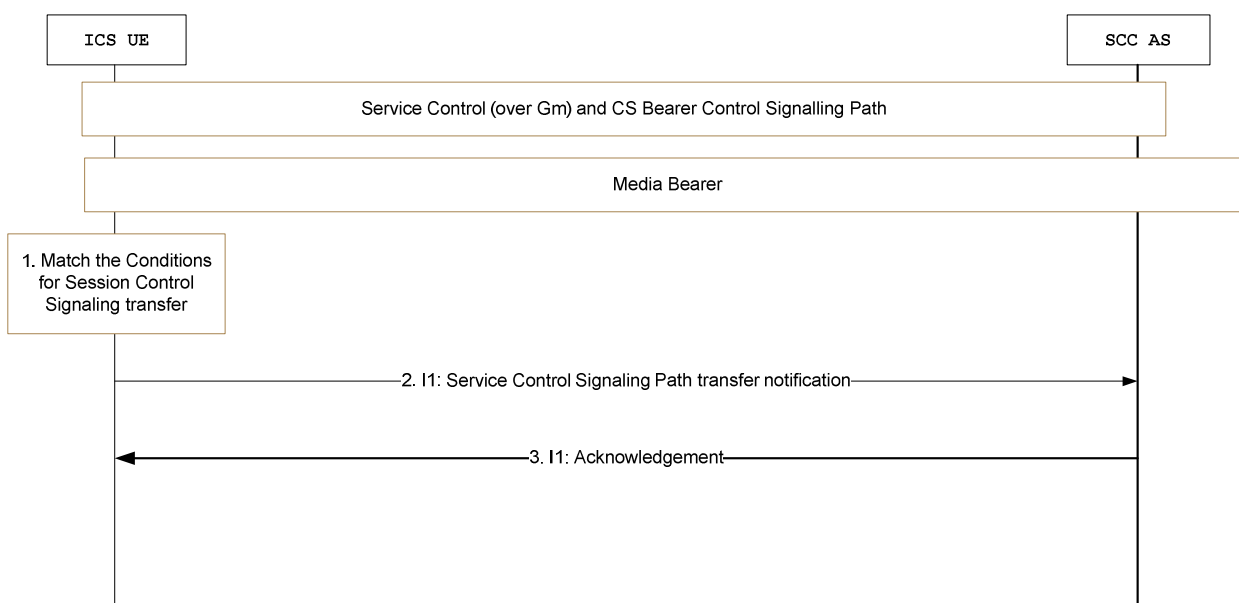 ICS UE
SCC AS
Service Control (over Gm) and CS Bearer Control Signalling Path
Media Bearer
1. Match the Conditions
for Session Control
Signaling transfer
2. I1: Service Control Signaling Path transfer notification
3. I1: Acknowledgement